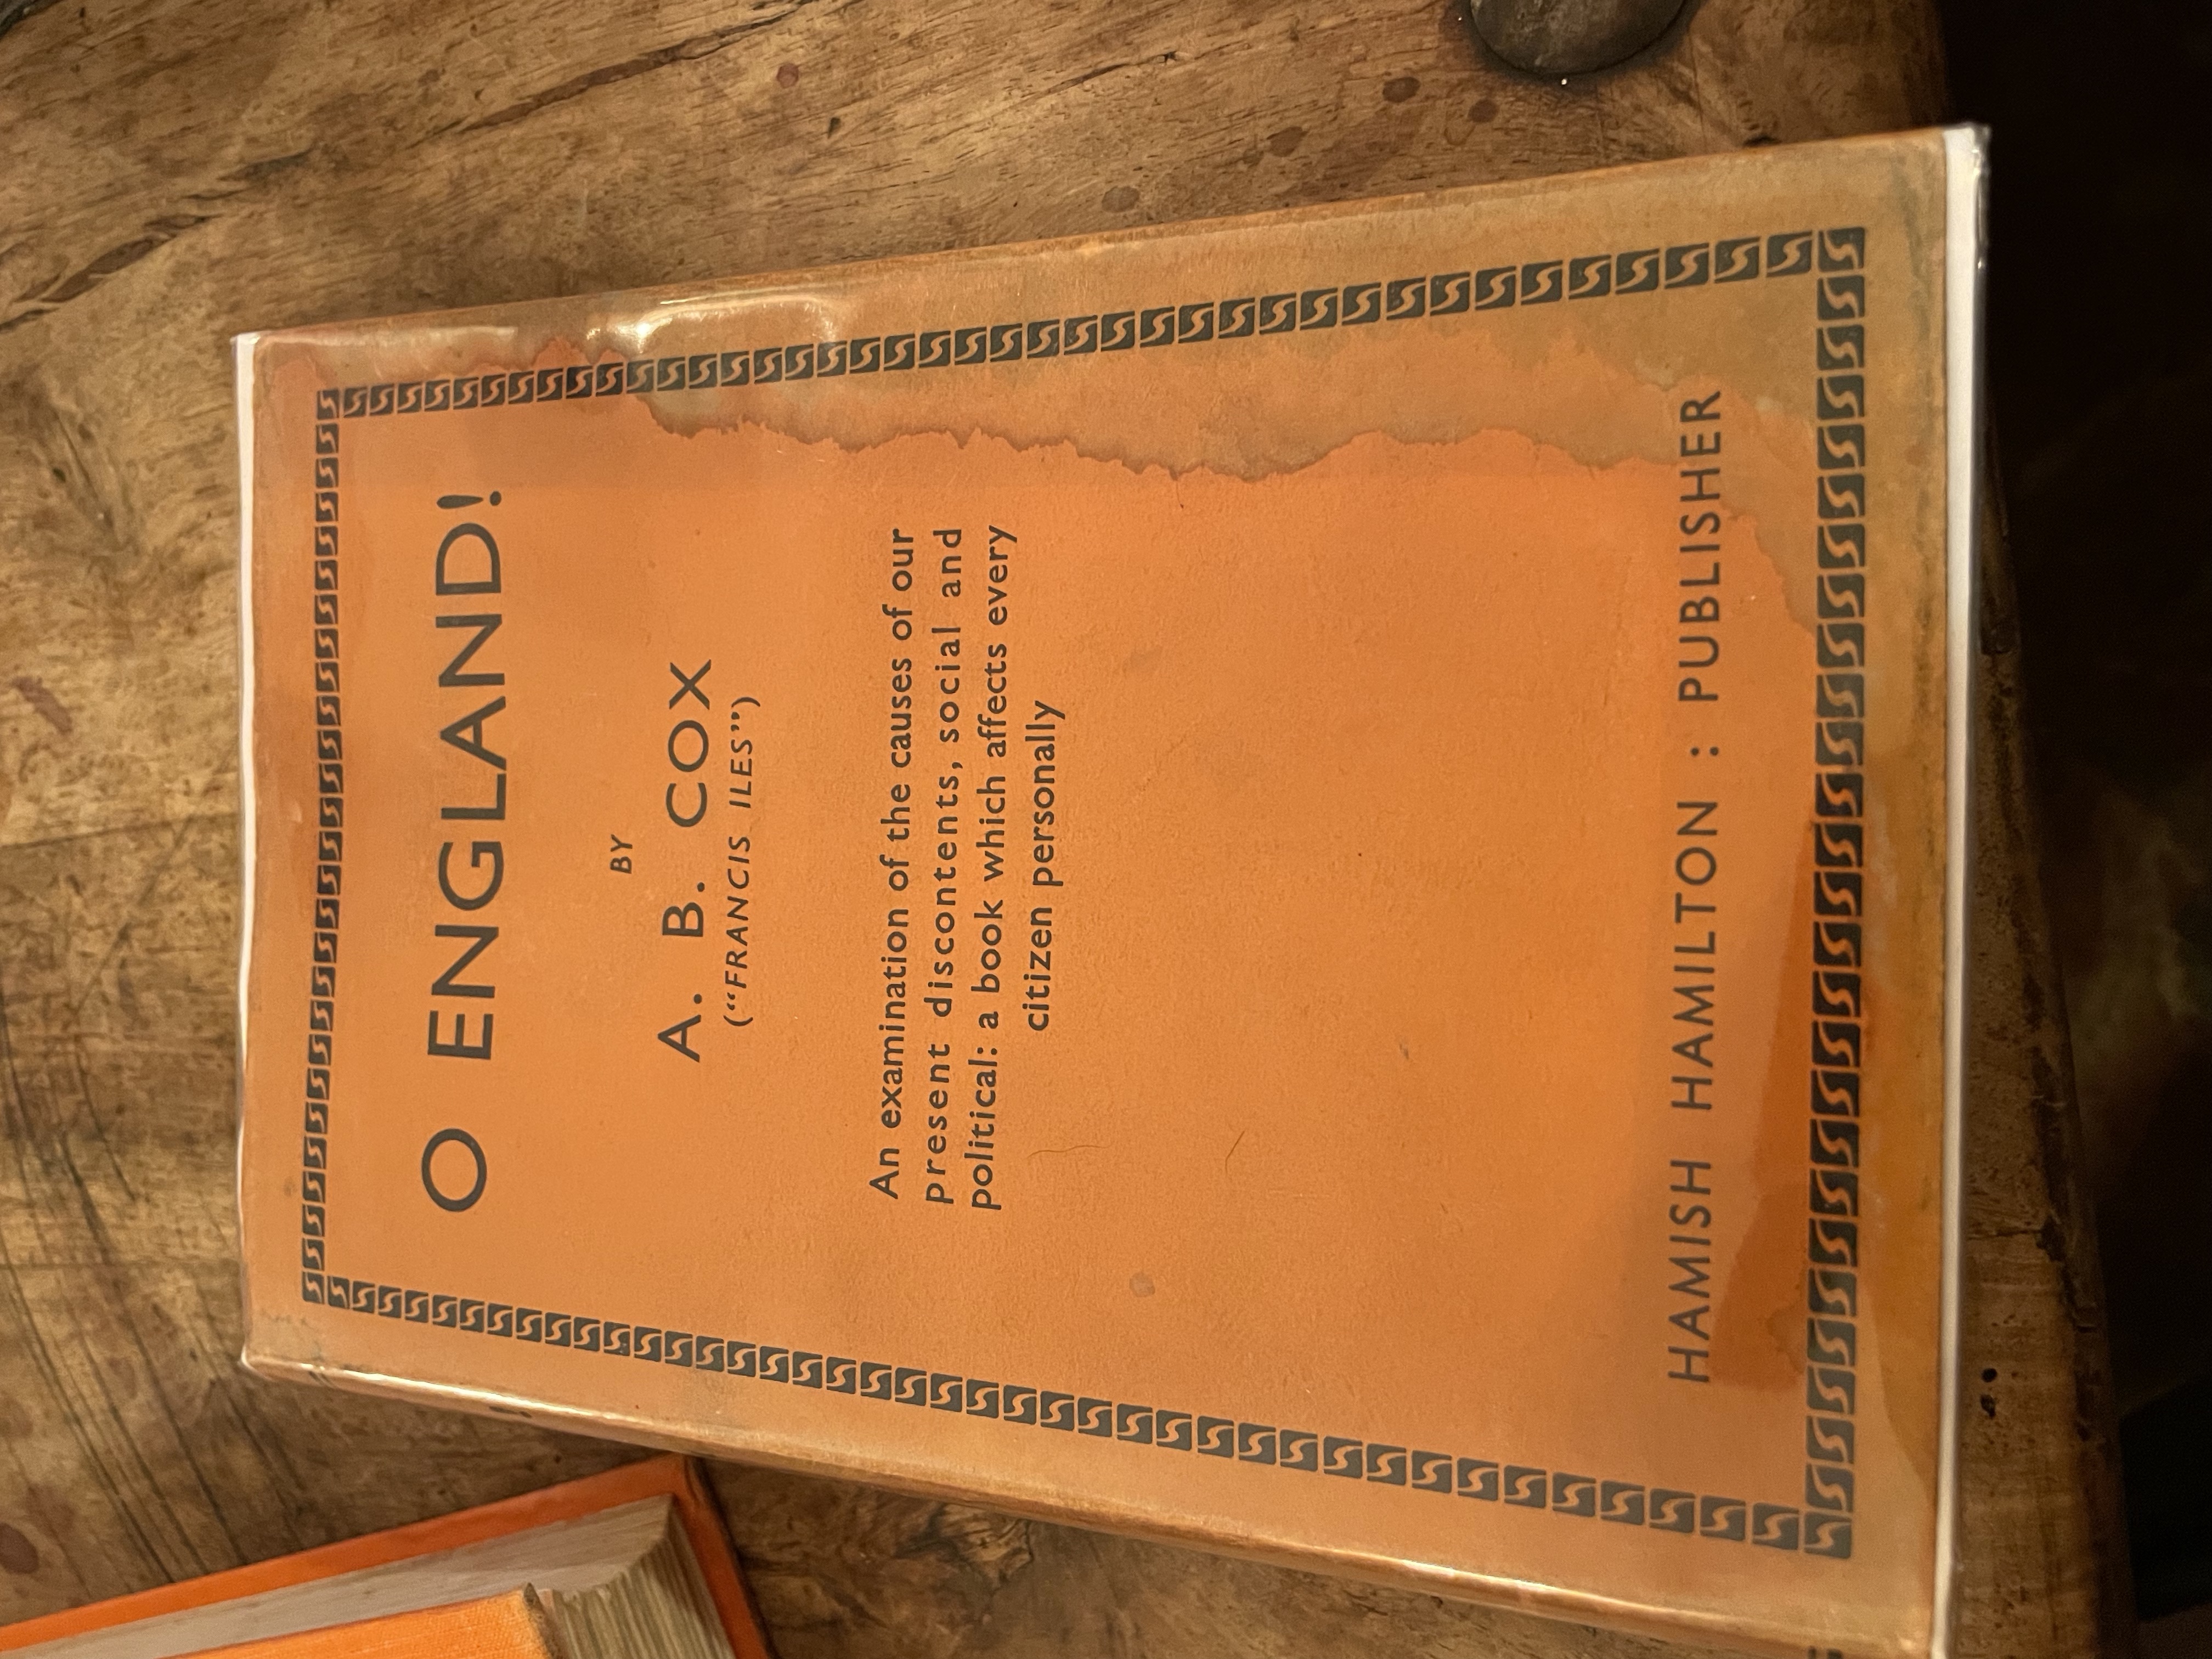 O ENGLAND!
BY
A. B. COX
("FRANCIS ILES")
An examination of the causes of our
present discontents, social and
political: a book which affects every
citizen personally
HAMISH HAMILTON : PUBLISHER